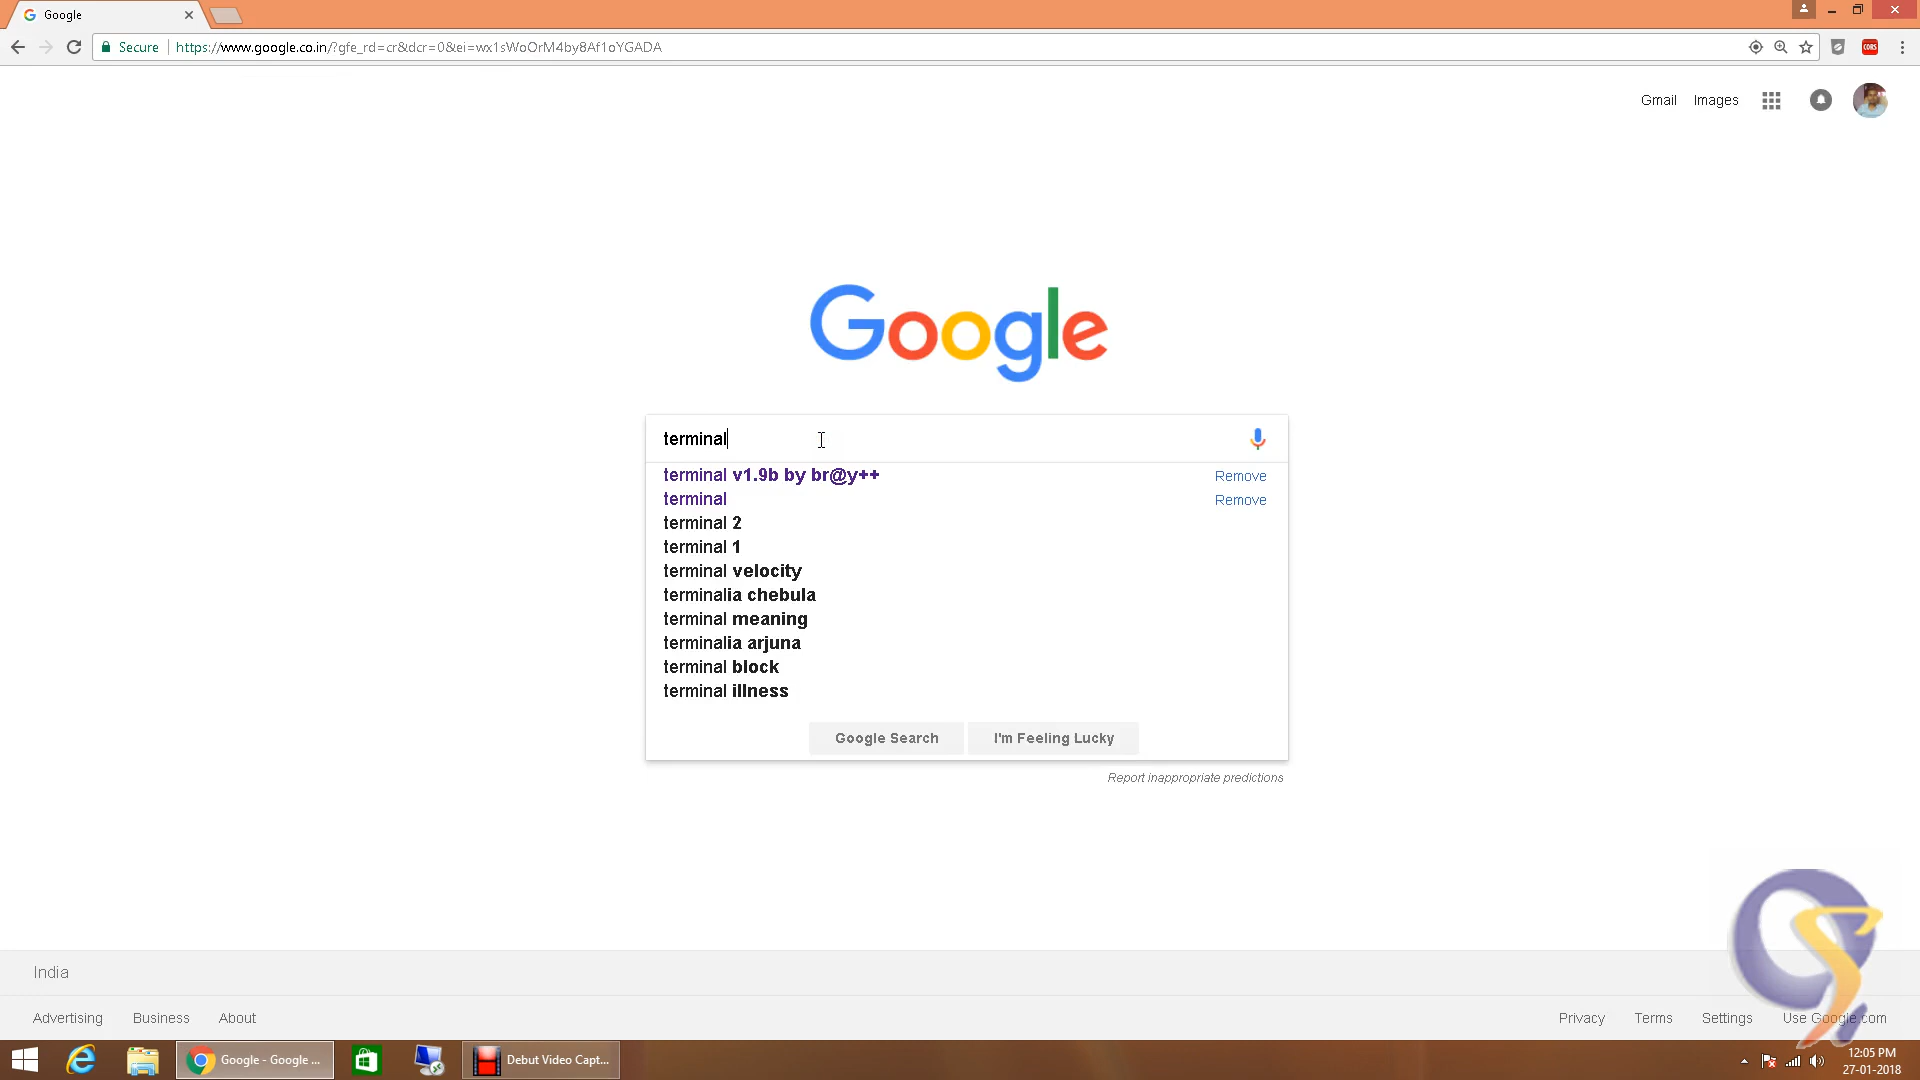 Google
Secure | https://www.google.co.in/?gfe_rd=cr&dcr=0&ei=wx1sWoOrM4by8Af1oYGADA
CORS
Gmail Images
Google
terminal
terminal v1.9b by br@y++ Remove
terminal Remove
terminal 2
terminal 1
terminal velocity
terminalia chebula
terminal meaning
terminalia arjuna
terminal block
terminal illness
Google Search I'm Feeling Lucky
Report inappropriate predictions
India
Advertising Business About Privacy Terms Settings Use Google.com
Google - Google ... Debut Video Capt... 12:05 PM
27-01-2018